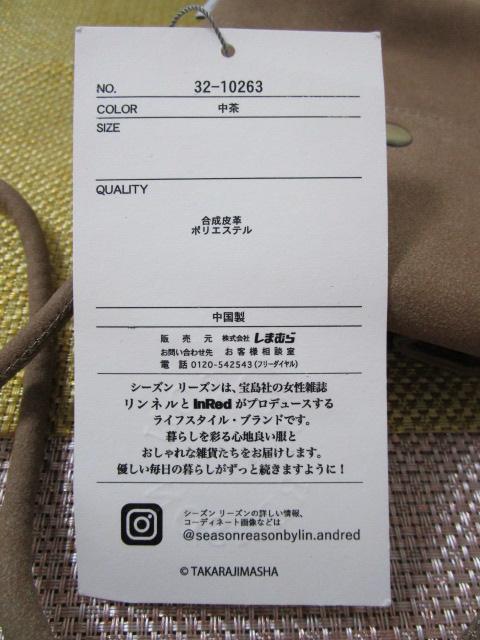 NO. 32-10263
COLOR 中茶
SIZE
QUALITY
合成皮革
ポリエステル
中国製
販売元 株式会社 しまむら
お問い合わせ先 お客様相談室
電話 0120-542543(フリーダイヤル)
シーズン リーズンは、宝島社の女性雑誌
リンネルと InRed がプロデュースする
ライフスタイル・ブランドです。
暮らしを彩る心地良い服と
おしゃれな雑貨たちをお届けします。
優しい毎日の暮らしがずっと続きますように!
シーズン リーズンの詳しい情報、
コーディネート画像などは
@seasonreasonbylin.andred
© TAKARAJIMASHA